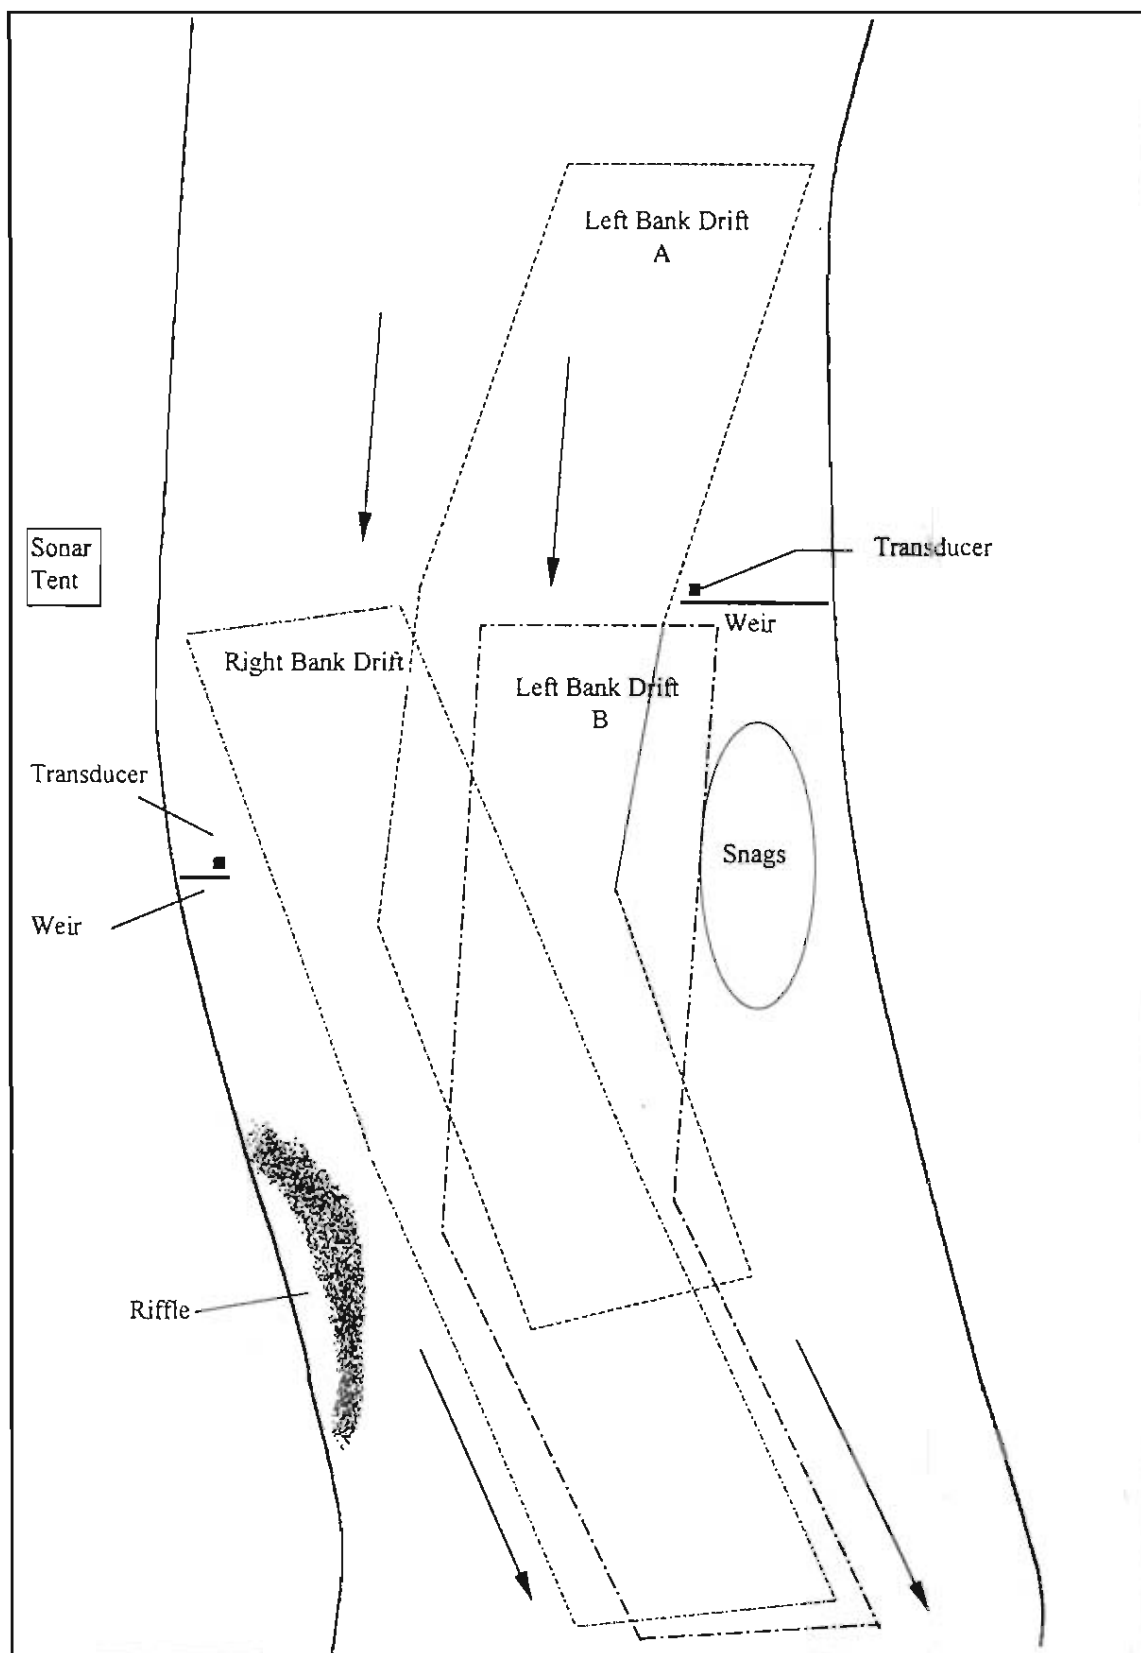 Left Bank Drift
A
Sonar
Tent
Transducer
Weir
Right Bank Drift
Left Bank Drift
B
Transducer
Snags
Weir
Riffle